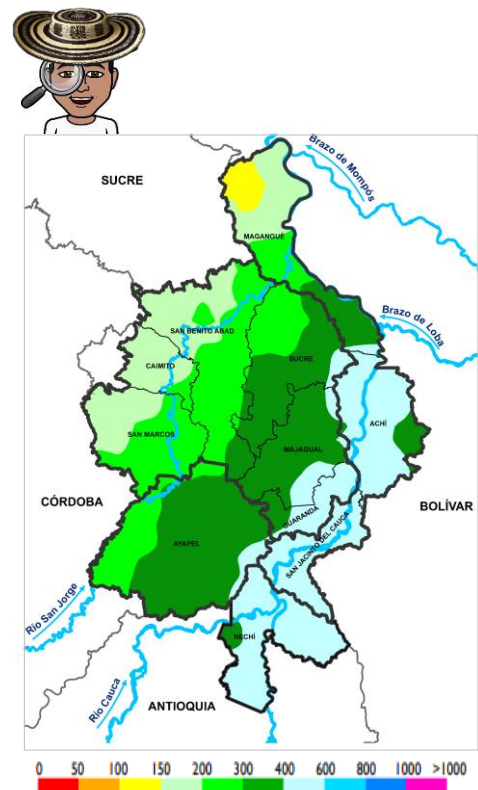 Brazo de Mompós
SUCRE
MAGANGUÉ
Brazo de Loba
SAN BENITO ABAD
SUCRE
CAIMITO
ACHÍ
SAN MARCOS
MAJAGUAL
CÓRDOBA
BOLÍVAR
GUARANDA
AYAPEL
SAN JACINTO DEL CAUCA
Río San Jorge
NECHÍ
Río Cauca
ANTIOQUIA
0 50 100 150 200 300 400 600 800 1000 >1000